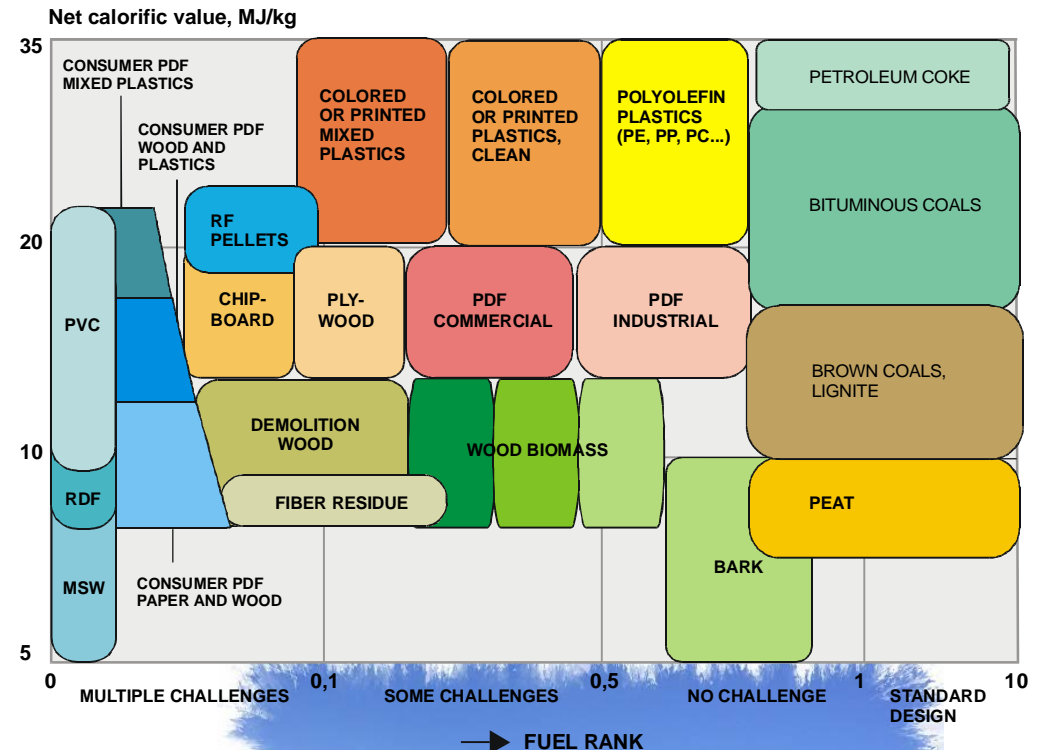 Net calorific value, MJ/kg
35
CONSUMER PDF
MIXED PLASTICS
CONSUMER PDF
WOOD AND
PLASTICS
COLORED
OR PRINTED
MIXED
PLASTICS
COLORED
OR PRINTED
PLASTICS,
CLEAN
POLYOLEFIN
PLASTICS
(PE, PP, PC...)
PETROLEUM COKE
BITUMINOUS COALS
RF
PELLETS
20
CHIP-
BOARD
PLY-
WOOD
PDF
COMMERCIAL
PDF
INDUSTRIAL
PVC
BROWN COALS,
LIGNITE
DEMOLITION
WOOD
WOOD BIOMASS
10
RDF
FIBER RESIDUE
PEAT
BARK
MSW
CONSUMER PDF
PAPER AND WOOD
5
0
0,1
0,5
1
10
MULTIPLE CHALLENGES
SOME CHALLENGES
NO CHALLENGE
STANDARD
DESIGN
FUEL RANK